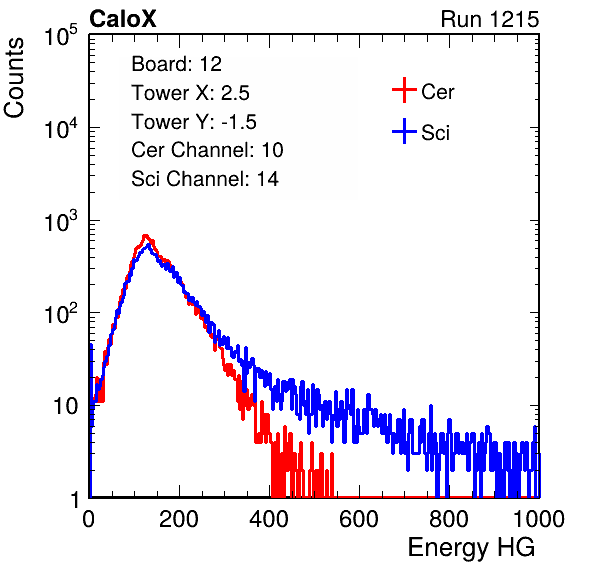 CaloX Run 1215
Counts
Board: 12
Tower X: 2.5
Tower Y: -1.5
Cer Channel: 10
Sci Channel: 14
Cer
Sci
10^5
10^4
10^3
10^2
10
1
0 200 400 600 800 1000
Energy HG